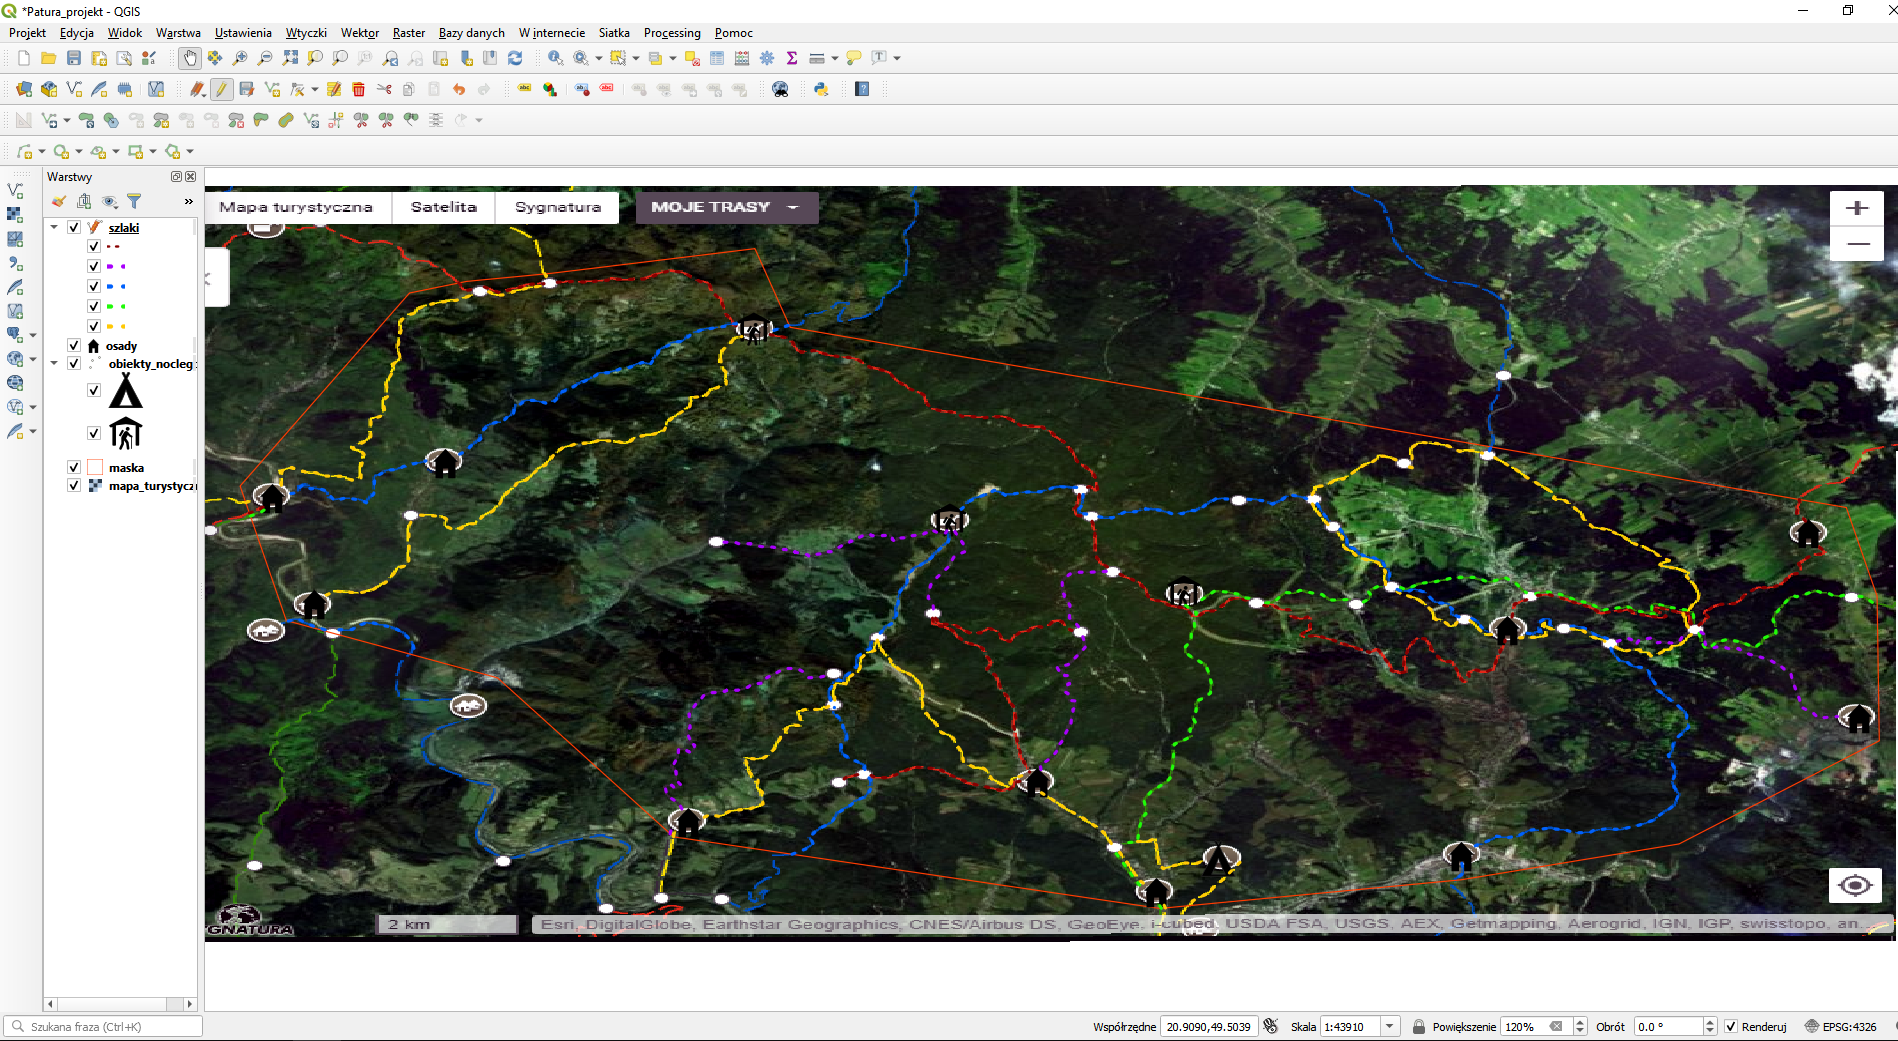 *Patura_projekt - QGIS
Projekt Edycja Widok Warstwa Ustawienia Wtyczki Wektor Raster Bazy danych W internecie Siatka Processing Pomoc
Warstwy
»
szlaki
osady
obiekty_nocleg
maska
mapa_turystycz
Mapa turystyczna Satelita Sygnatura MOJE TRASY
GNATURA
2 km
Esri, DigitalGlobe, Earthstar Geographics, CNES/Airbus DS, GeoEye, i-cubed, USDA FSA, USGS, AEX, Getmapping, Aerogrid, IGN, IGP, swisstopo, an...
Szukana fraza (Ctrl+K)
Współrzędne 20.9090,49.5039 Skala 1:43910 Powiększenie 120% Obrót 0.0 ° Renderuj EPSG:4326